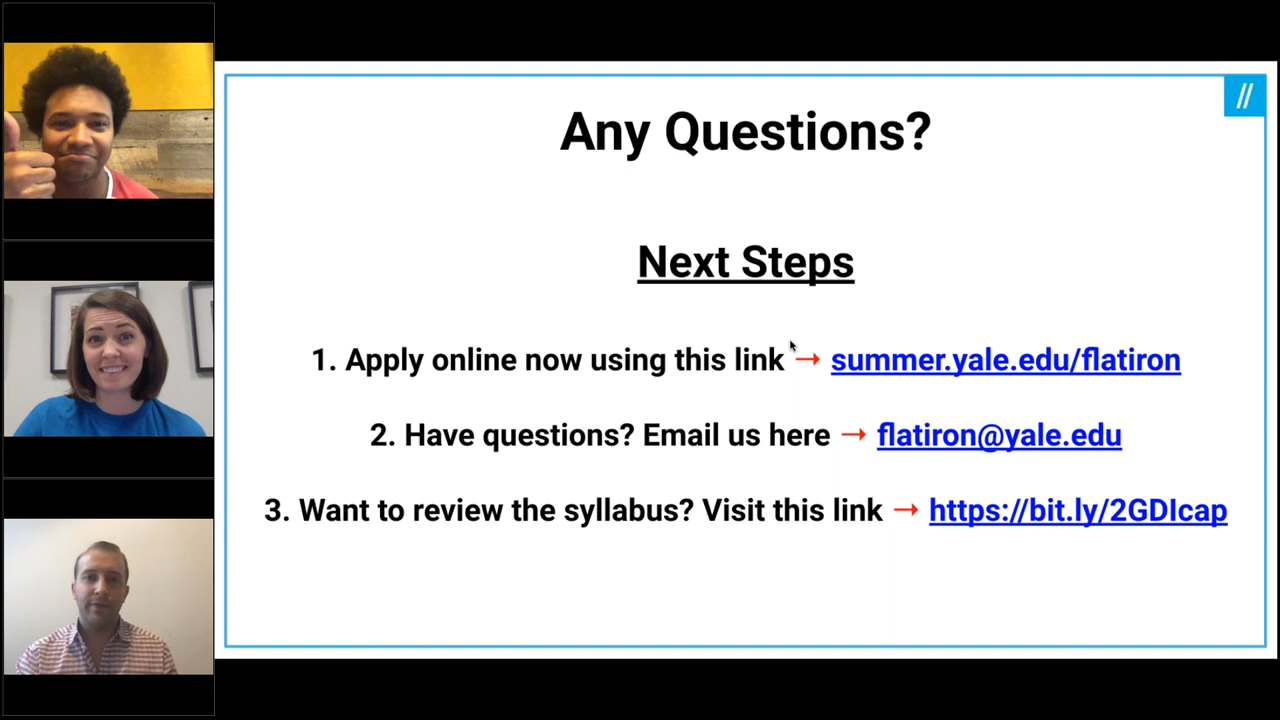 //
Any Questions?
Next Steps
1. Apply online now using this link → summer.yale.edu/flatiron
2. Have questions? Email us here → flatiron@yale.edu
3. Want to review the syllabus? Visit this link → https://bit.ly/2GDIcap